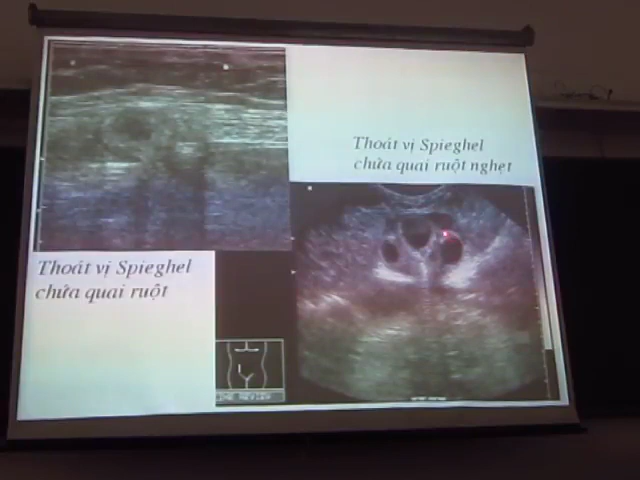 Thoát vị Spieghel
chứa quai ruột nghẹt
Thoát vị Spieghel
chứa quai ruột